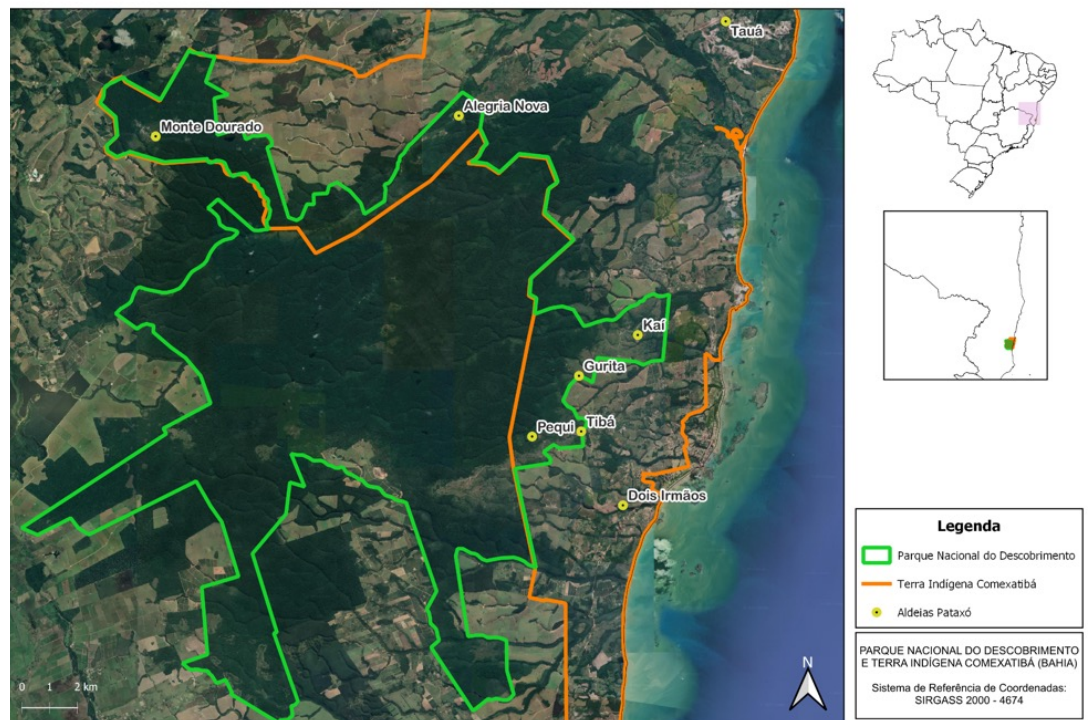 Tauá
Alegria Nova
Monte Dourado
Kaí
Gurita
Pequi
Tibá
Dois Irmãos
0 1 2 km
N
Legenda
Parque Nacional do Descobrimento
Terra Indígena Comexatibá
Aldeias Pataxó
PARQUE NACIONAL DO DESCOBRIMENTO
E TERRA INDÍGENA COMEXATIBÁ (BAHIA)
Sistema de Referência de Coordenadas:
SIRGASS 2000 - 4674